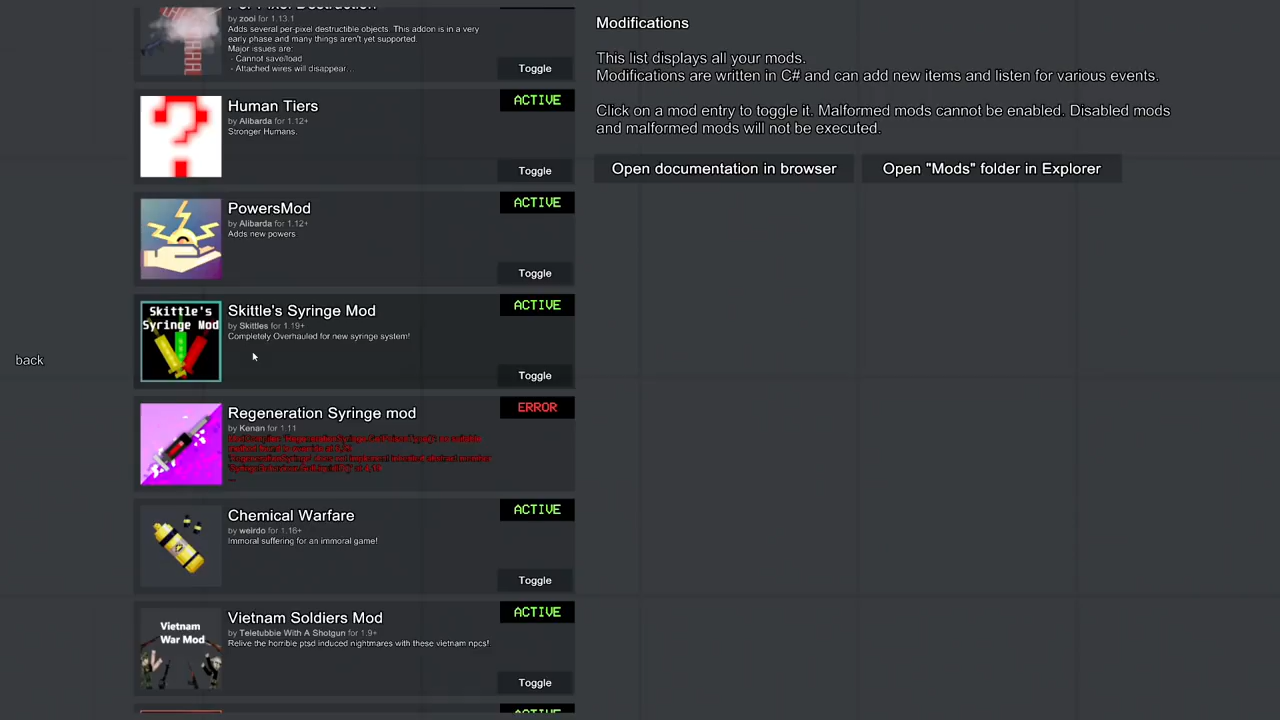 Per-Pixel Destruction
by zooi for 1.13.1
Adds several per-pixel destructible objects. This addon is in a very
early phase and many things aren't yet supported.
Major issues are:
- Cannot save/load
- Attached wires will disappear...
Toggle
Human Tiers
by Alibarda for 1.12+
Stronger Humans.
ACTIVE
Toggle
PowersMod
by Alibarda for 1.12+
Adds new powers
ACTIVE
Toggle
Skittle's
Syringe Mod
Skittle's Syringe Mod
by Skittles for 1.19+
Completely Overhauled for new syringe system!
ACTIVE
Toggle
Regeneration Syringe mod
by Kenan for 1.11
ERROR
Chemical Warfare
by weirdo for 1.16+
Immoral suffering for an immoral game!
ACTIVE
Toggle
Vietnam
War Mod
Vietnam Soldiers Mod
by Teletubbie With A Shotgun for 1.9+
Relive the horrible ptsd induced nightmares with these vietnam npcs!
ACTIVE
Toggle
ACTIVE
back
Modifications
This list displays all your mods.
Modifications are written in C# and can add new items and listen for various events.
Click on a mod entry to toggle it. Malformed mods cannot be enabled. Disabled mods
and malformed mods will not be executed.
Open documentation in browser
Open "Mods" folder in Explorer